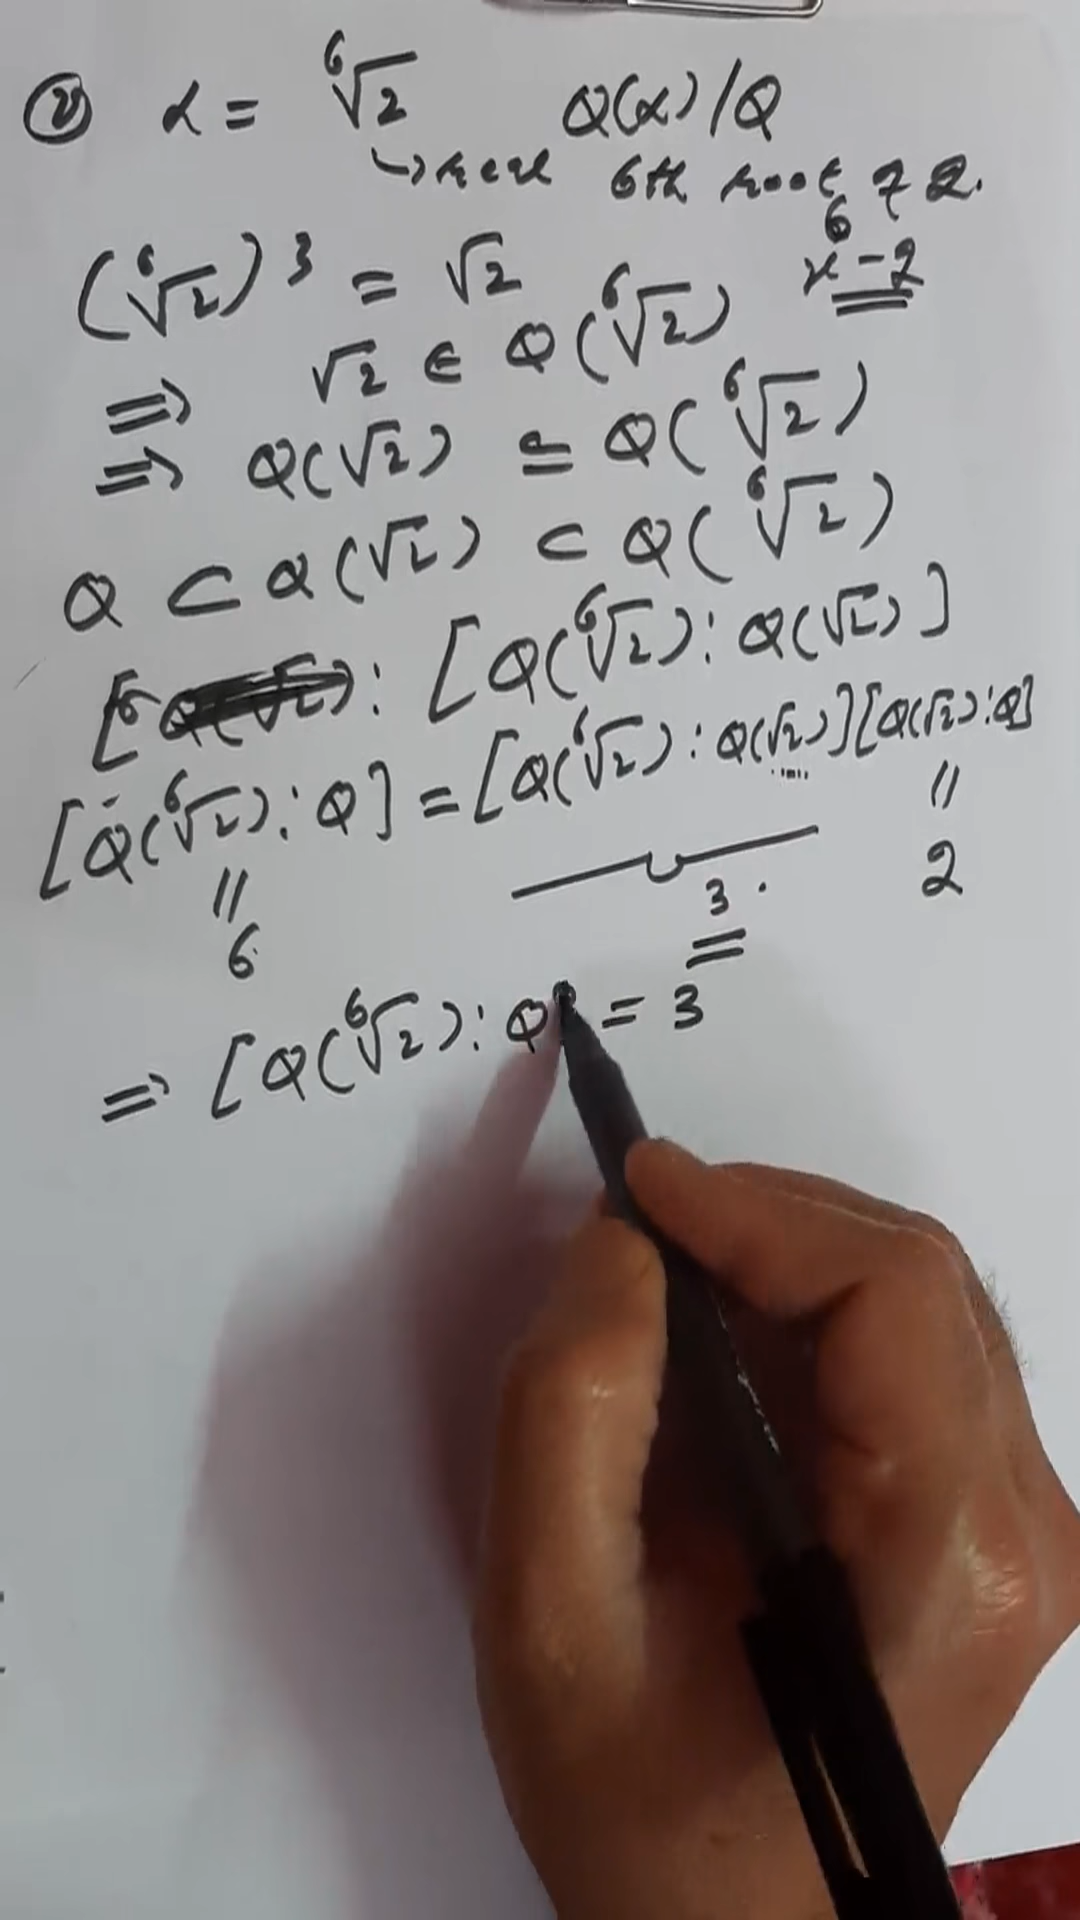 ② α = ⁶√2 Q(α)/Q
↳ real 6th root of 2.
(⁶√2)³ = √2 x⁶-2
⇒ √2 ∈ Q(⁶√2)
⇒ Q(√2) ⊆ Q(⁶√2)
Q ⊂ Q(√2) ⊂ Q(⁶√2)
[ : [Q(⁶√2) : Q(√2)]
[Q(⁶√2) : Q] = [Q(⁶√2) : Q(√2)][Q(√2) : Q]
|| ||
6 3 2
⇒ [Q(⁶√2) : Q = 3